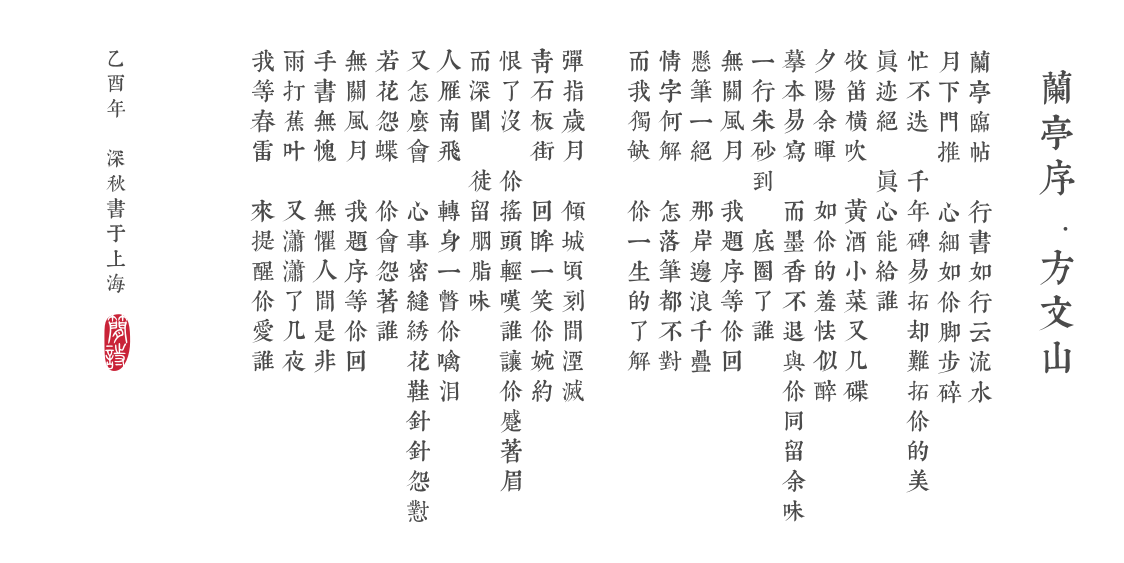 蘭亭序·方文山
蘭亭臨帖 行書如行云流水
月下門推 心細如你脚步碎
忙不迭 千年碑易拓却難拓你的美
眞迹絕 眞心能給誰
牧笛橫吹 黃酒小菜又几碟
夕陽余暉 如你的羞怯似醉
摹本易寫 而墨香不退與你同留余味
一行朱砂到 底圈了誰
無關風月 我題序等你回
懸筆一絕 那岸邊浪千疊
情字何解 怎落筆都不對
而我獨缺 你一生的了解
彈指歲月 傾城頃刻間湮滅
青石板街 回眸一笑你婉約
恨了沒 你搖頭輕嘆誰讓你蹙著眉
而深閨 徒留胭脂味
人雁南飛 轉身一瞥你噙泪
又怎麼會 心事密縫綉花鞋針針怨懟
若花怨蝶 你會怨著誰
無關風月 我題序等你回
手書無愧 無懼人間是非
雨打蕉叶 又瀟瀟了几夜
我等春雷 來提醒你愛誰
乙酉年 深秋書于上海